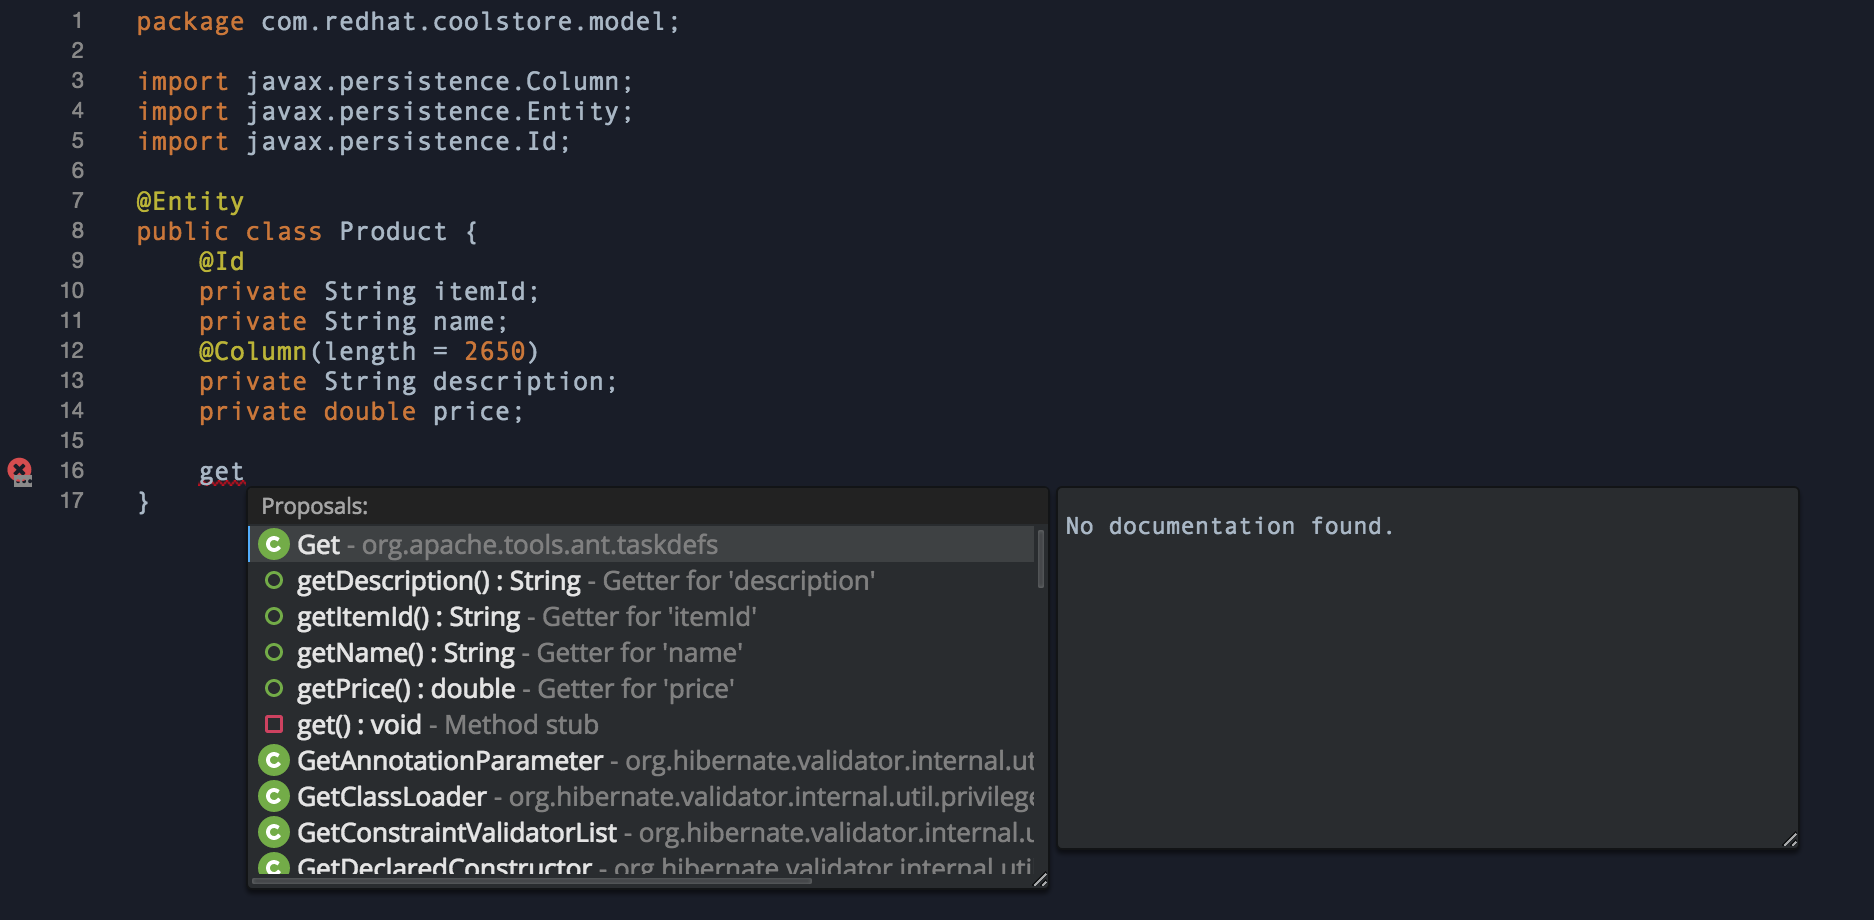 1 package com.redhat.coolstore.model;
2
3 import javax.persistence.Column;
4 import javax.persistence.Entity;
5 import javax.persistence.Id;
6
7 @Entity
8 public class Product {
9 @Id
10 private String itemId;
11 private String name;
12 @Column(length = 2650)
13 private String description;
14 private double price;
15
16 get
17 }
Proposals:
C Get - org.apache.tools.ant.taskdefs
getDescription() : String - Getter for 'description'
getItemId() : String - Getter for 'itemId'
getName() : String - Getter for 'name'
getPrice() : double - Getter for 'price'
get() : void - Method stub
C GetAnnotationParameter - org.hibernate.validator.internal.ut
C GetClassLoader - org.hibernate.validator.internal.util.privilege
C GetConstraintValidatorList - org.hibernate.validator.internal.u
C GetDeclaredConstructor - org.hibernate.validator.internal.uti
No documentation found.